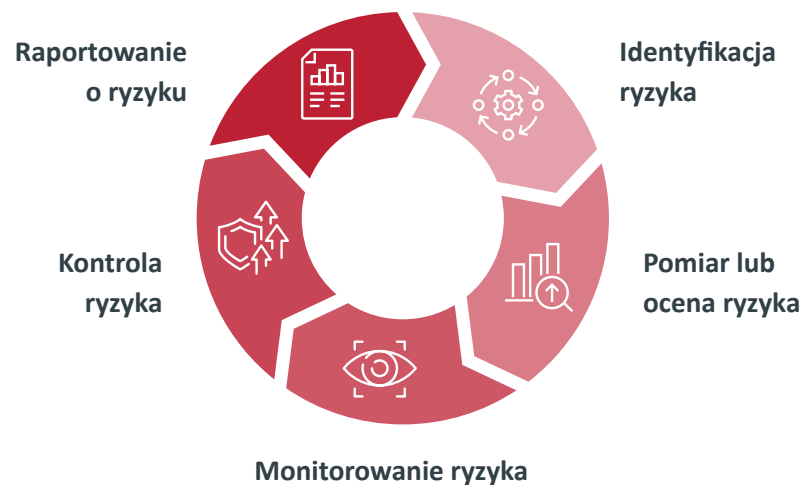 Raportowanie
o ryzyku
Identyfikacja
ryzyka
Kontrola
ryzyka
Pomiar lub
ocena ryzyka
Monitorowanie ryzyka